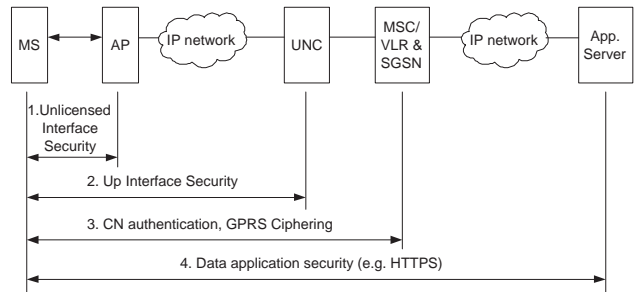 MS
AP
IP network
UNC
MSC/
VLR &
SGSN
IP network
App.
Server
1.Unlicensed
Interface
Security
2. Up Interface Security
3. CN authentication, GPRS Ciphering
4. Data application security (e.g. HTTPS)